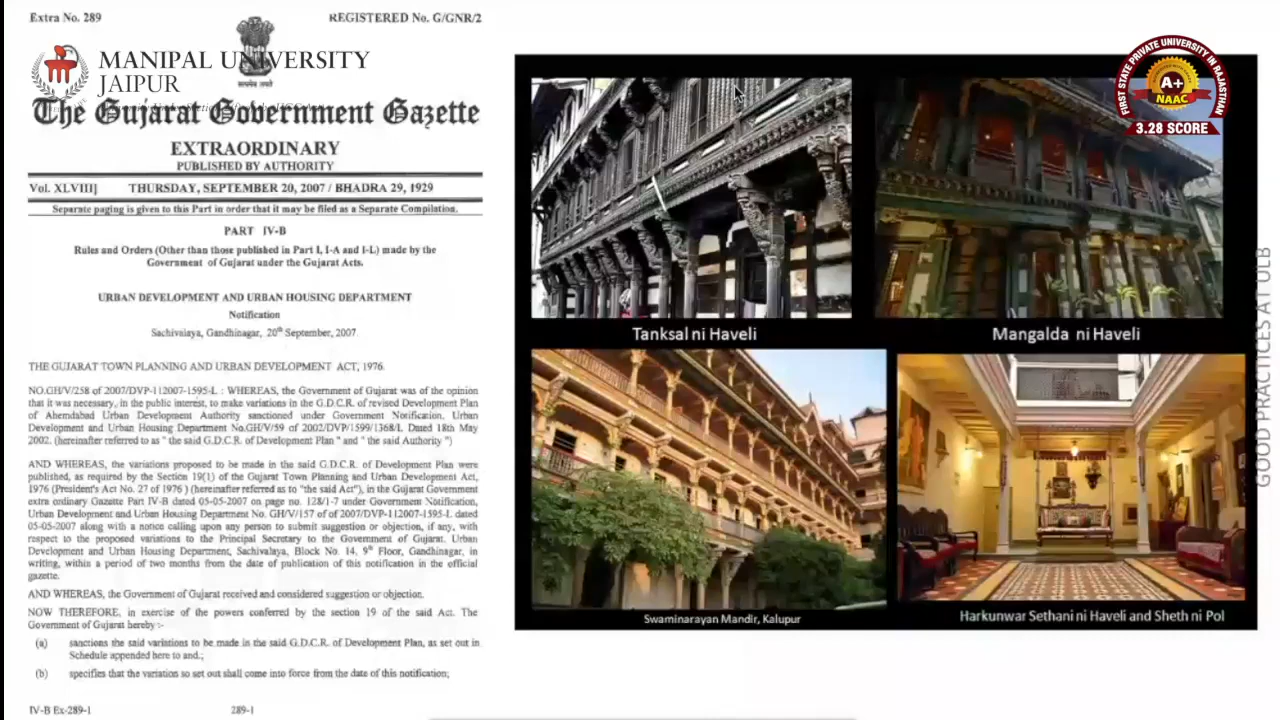 Extra No. 289
REGISTERED No. G/GNR/2
MANIPAL UNIVERSITY
JAIPUR
The Gujarat Government Gazette
EXTRAORDINARY
PUBLISHED BY AUTHORITY
Vol. XLVIII] THURSDAY, SEPTEMBER 20, 2007 / BHADRA 29, 1929
Separate paging is given to this Part in order that it may be filed as a Separate Compilation.
PART IV-B
Rules and Orders (Other than those published in Part I, I-A and I-L) made by the
Government of Gujarat under the Gujarat Acts.
URBAN DEVELOPMENT AND URBAN HOUSING DEPARTMENT
Notification
Sachivalaya, Gandhinagar, 20th September, 2007.
THE GUJARAT TOWN PLANNING AND URBAN DEVELOPMENT ACT, 1976.
NO.GH/V/258 of 2007/DVP-112007-1595-L : WHEREAS, the Government of Gujarat was of the opinion
that it was necessary, in the public interest, to make variations in the G.D.C.R. of revised Development Plan
of Ahemdabad Urban Development Authority sanctioned under Government Notification, Urban
Development and Urban Housing Department No.GH/V/59 of 2002/DVP/1599/1368/L Dated 18th May
2002. (hereinafter referred to as " the said G.D.C.R. of Development Plan " and " the said Authority ")
AND WHEREAS, the variations proposed to be made in the said G.D.C.R. of Development Plan were
published, as required by the Section 19(1) of the Gujarat Town Planning and Urban Development Act,
1976 (President's Act No. 27 of 1976 ) (hereinafter referred as to "the said Act"), in the Gujarat Government
extra ordinary Gazette Part IV-B dated 05-05-2007 on page no. 128/1-7 under Government Notification,
Urban Development and Urban Housing Department No. GH/V/157 of of 2007/DVP-112007-1595-L dated
05-05-2007 along with a notice calling upon any person to submit suggestion or objection, if any, with
respect to the proposed variations to the Principal Secretary to the Government of Gujarat. Urban
Development and Urban Housing Department, Sachivalaya, Block No. 14, 9th Floor, Gandhinagar, in
writing, within a period of two months from the date of publication of this notification in the official
gazette.
AND WHEREAS, the Government of Gujarat received and considered suggestion or objection.
NOW THEREFORE, in exercise of the powers conferred by the section 19 of the said Act. The
Government of Gujarat hereby :-
(a) sanctions the said variations to be made in the said G.D.C.R. of Development Plan, as set out in
Schedule appended here to and.;
(b) specifies that the variation so set out shall come into force from the date of this notification;
IV-B Ex-289-1 289-1
Tanksal ni Haveli
Mangalda ni Haveli
Swaminarayan Mandir, Kalupur
Harkunwar Sethani ni Haveli and Sheth ni Pol
FIRST STATE PRIVATE UNIVERSITY IN RAJASTHAN
A+
NAAC
3.28 SCORE
GOOD PRACTICES AT ULB